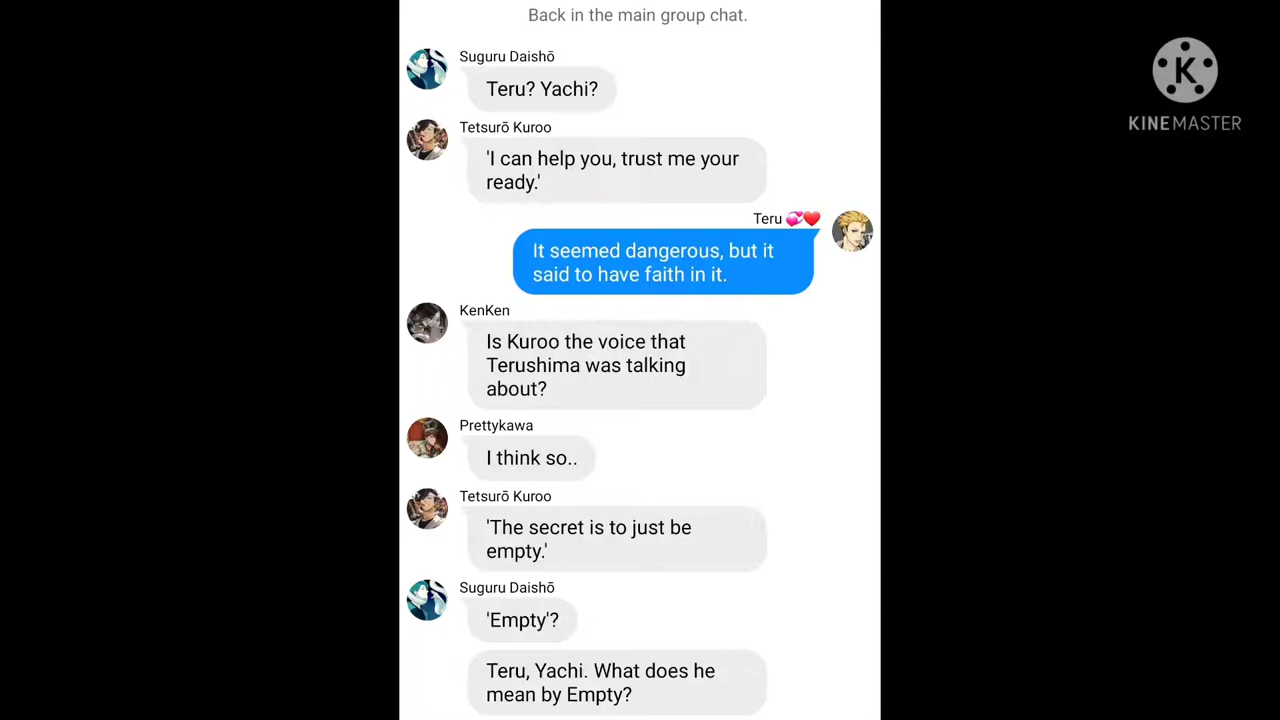 Back in the main group chat.
Suguru Daishō
Teru? Yachi?
Tetsurō Kuroo
'I can help you, trust me your
ready.'
Teru 💞❤️
It seemed dangerous, but it
said to have faith in it.
KenKen
Is Kuroo the voice that
Terushima was talking
about?
Prettykawa
I think so..
Tetsurō Kuroo
'The secret is to just be
empty.'
Suguru Daishō
'Empty'?
Teru, Yachi. What does he
mean by Empty?
K
KINEMASTER